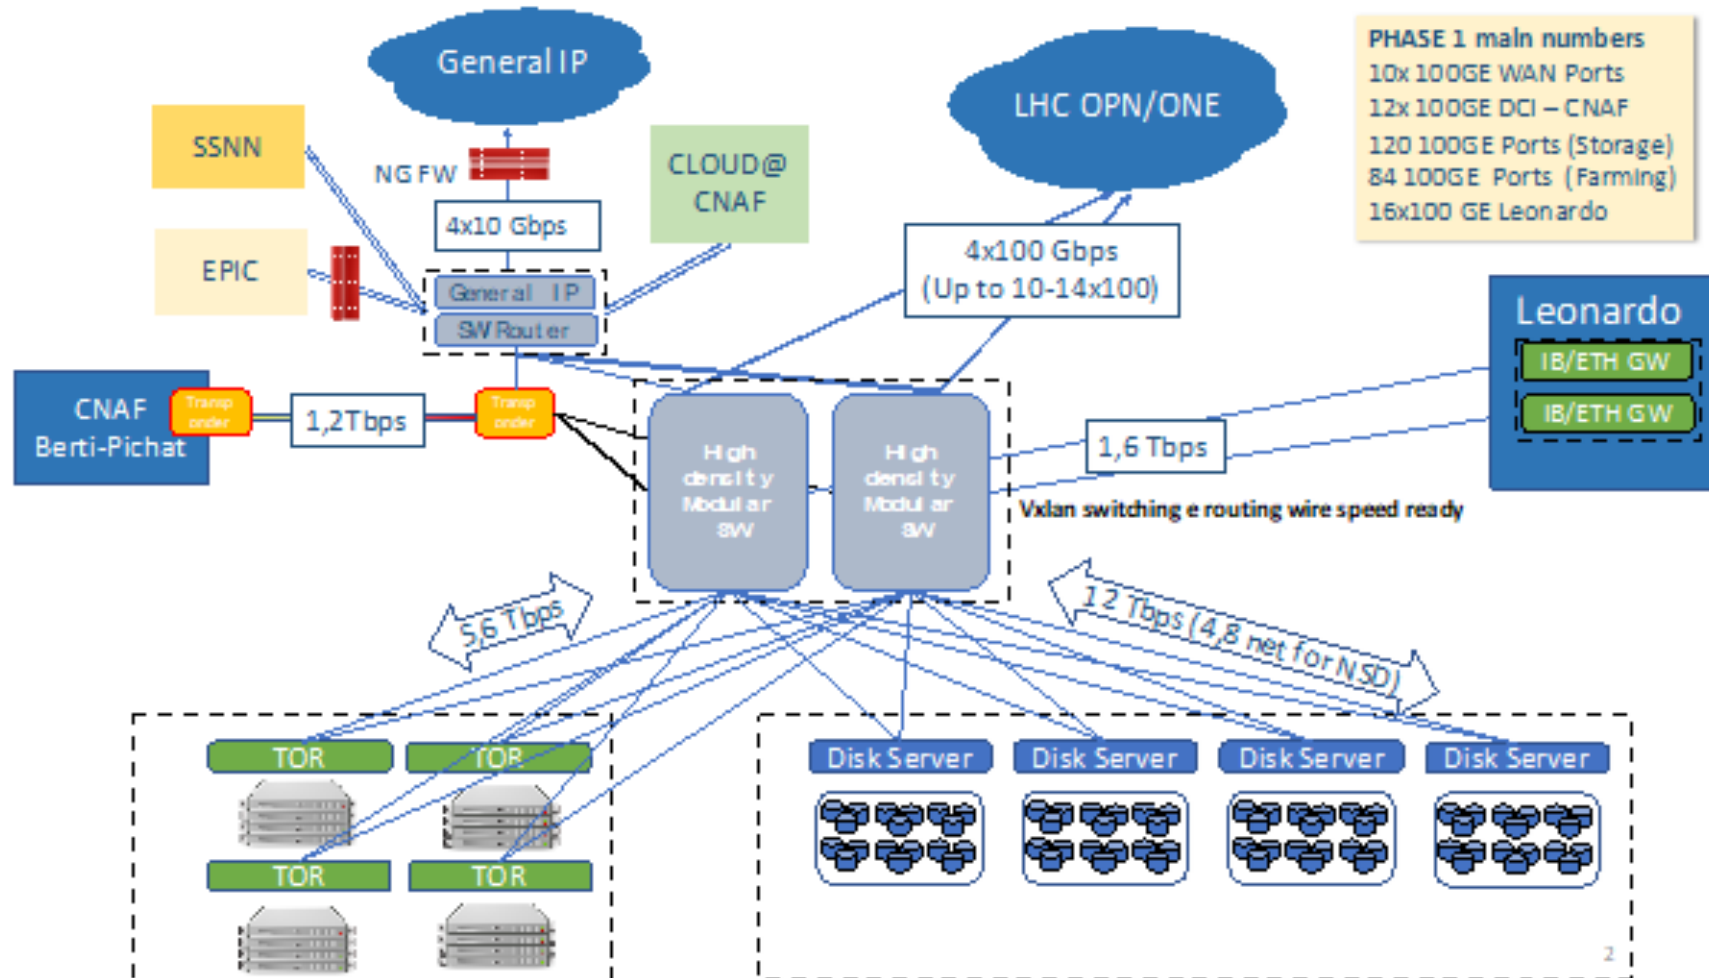 General IP
LHC OPN/ONE
PHASE 1 main numbers
10x 100GE WAN Ports
12x 100GE DCI – CNAF
120 100GE Ports (Storage)
84 100GE Ports (Farming)
16x100 GE Leonardo
SSNN
NG FW
CLOUD@
CNAF
4x10 Gbps
EPIC
General IP
SW Router
4x100 Gbps
(Up to 10-14x100)
Leonardo
IB/ETH GW
IB/ETH GW
CNAF
Berti-Pichat
Transp
onder
1,2Tbps
Transp
onder
High
density
Modular
SW
High
density
Modular
SW
1,6 Tbps
Vxlan switching e routing wire speed ready
5,6 Tbps
12 Tbps (4,8 net for NSD)
TOR
TOR
Disk Server
Disk Server
Disk Server
Disk Server
TOR
TOR
2